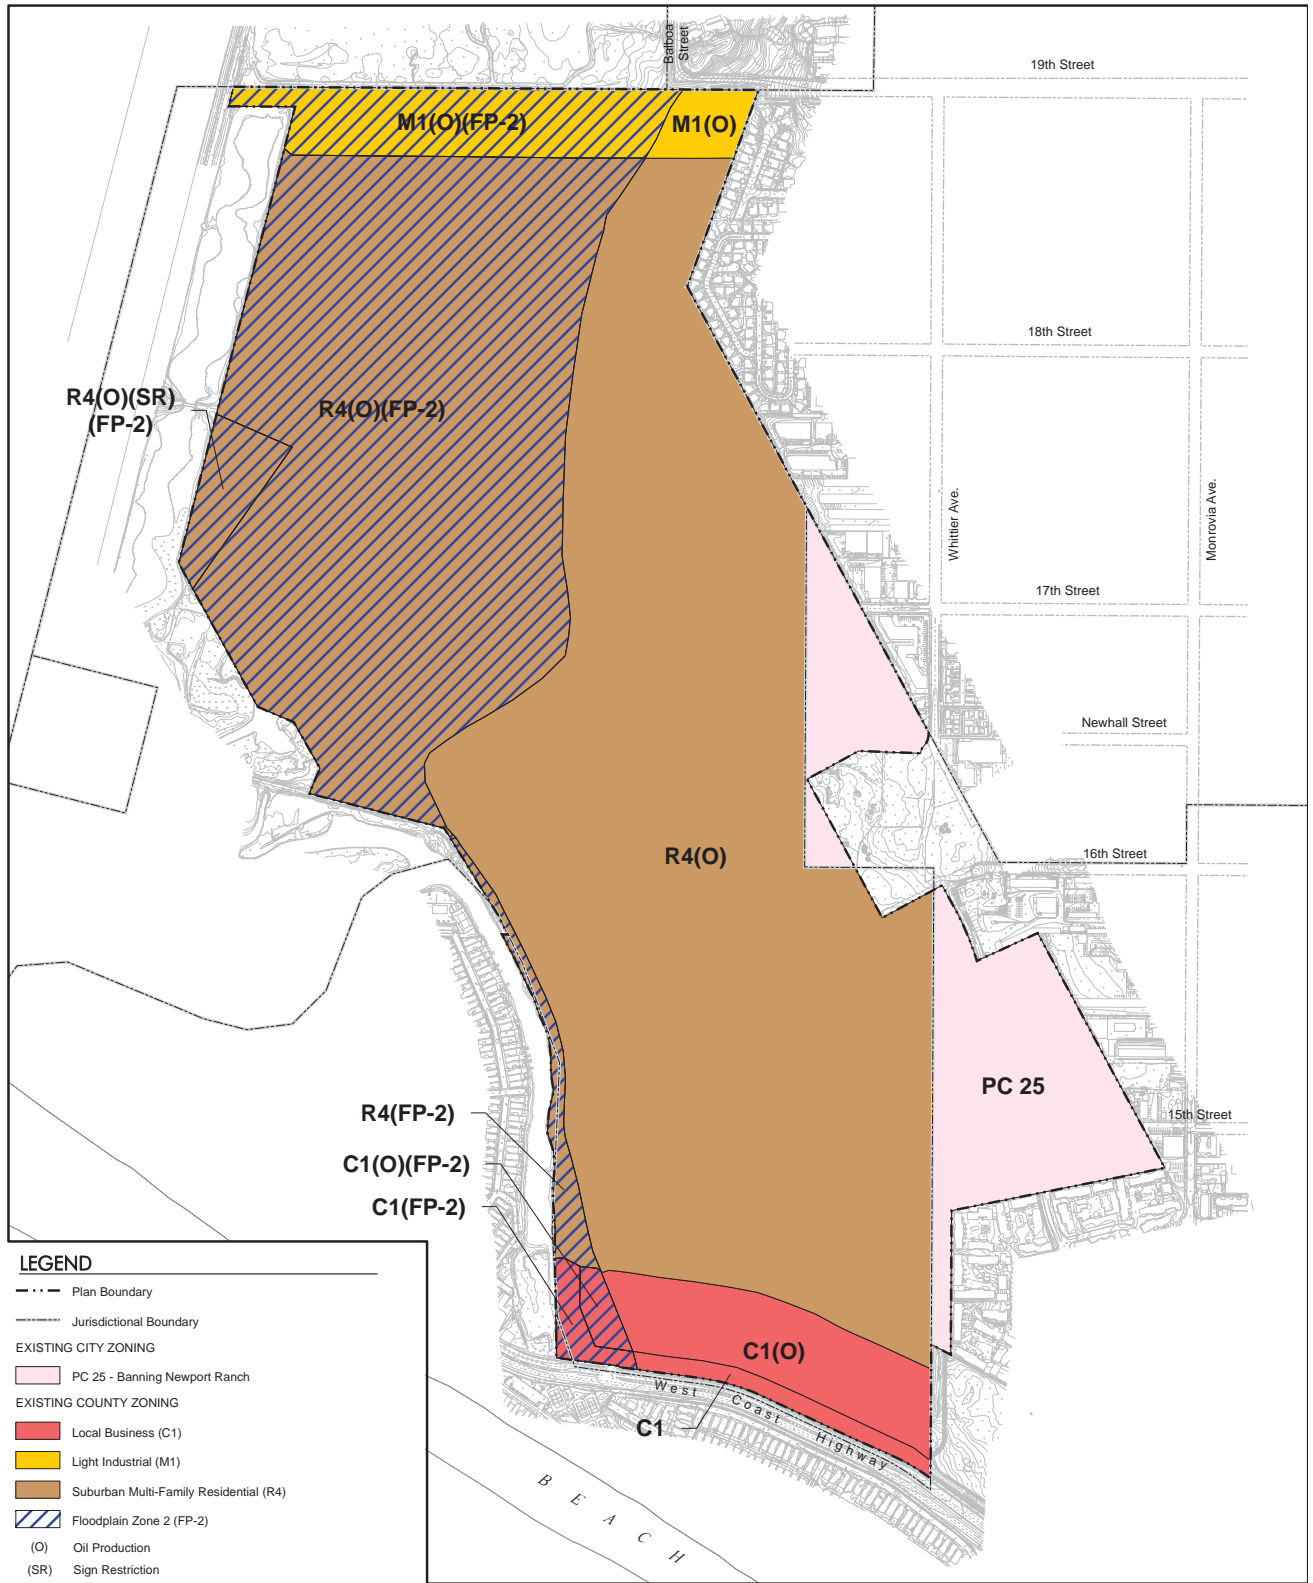 Balboa
Street
19th Street
M1(O)(FP-2)
M1(O)
18th Street
R4(O)(SR)
(FP-2)
R4(O)(FP-2)
Whittier Ave.
Monrovia Ave.
17th Street
Newhall Street
R4(O)
16th Street
PC 25
R4(FP-2)
15th Street
C1(O)(FP-2)
C1(FP-2)
C1(O)
C1
West Coast Highway
BEACH
LEGEND
Plan Boundary
Jurisdictional Boundary
EXISTING CITY ZONING
PC 25 - Banning Newport Ranch
EXISTING COUNTY ZONING
Local Business (C1)
Light Industrial (M1)
Suburban Multi-Family Residential (R4)
Floodplain Zone 2 (FP-2)
(O) Oil Production
(SR) Sign Restriction